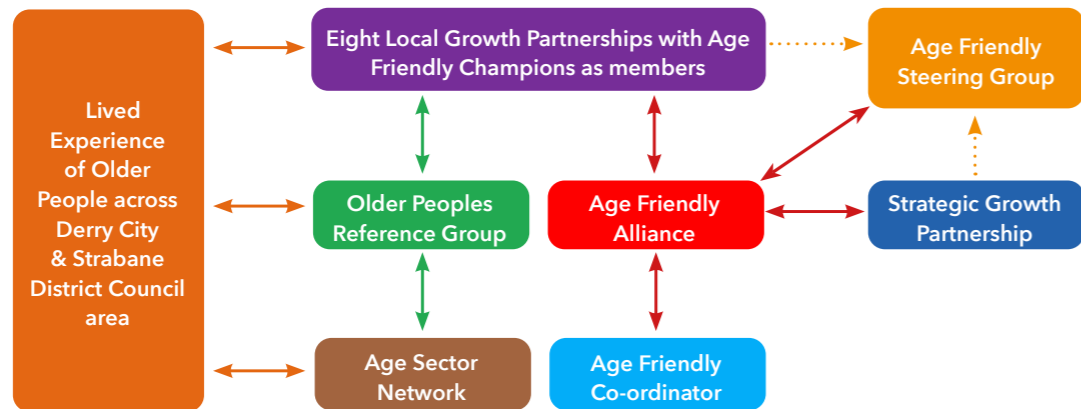 Lived
Experience
of Older
People across
Derry City
& Strabane
District Council
area
Eight Local Growth Partnerships with Age
Friendly Champions as members
Age Friendly
Steering Group
Older Peoples
Reference Group
Age Friendly
Alliance
Strategic Growth
Partnership
Age Sector
Network
Age Friendly
Co-ordinator